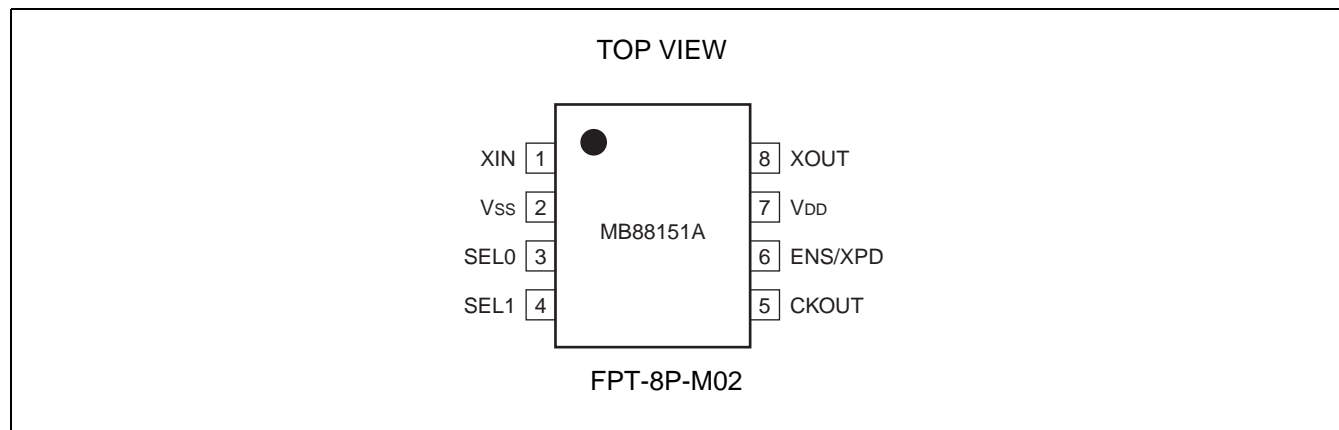 TOP VIEW
XIN 1
8 XOUT
Vss 2
7 VDD
MB88151A
SEL0 3
6 ENS/XPD
SEL1 4
5 CKOUT
FPT-8P-M02